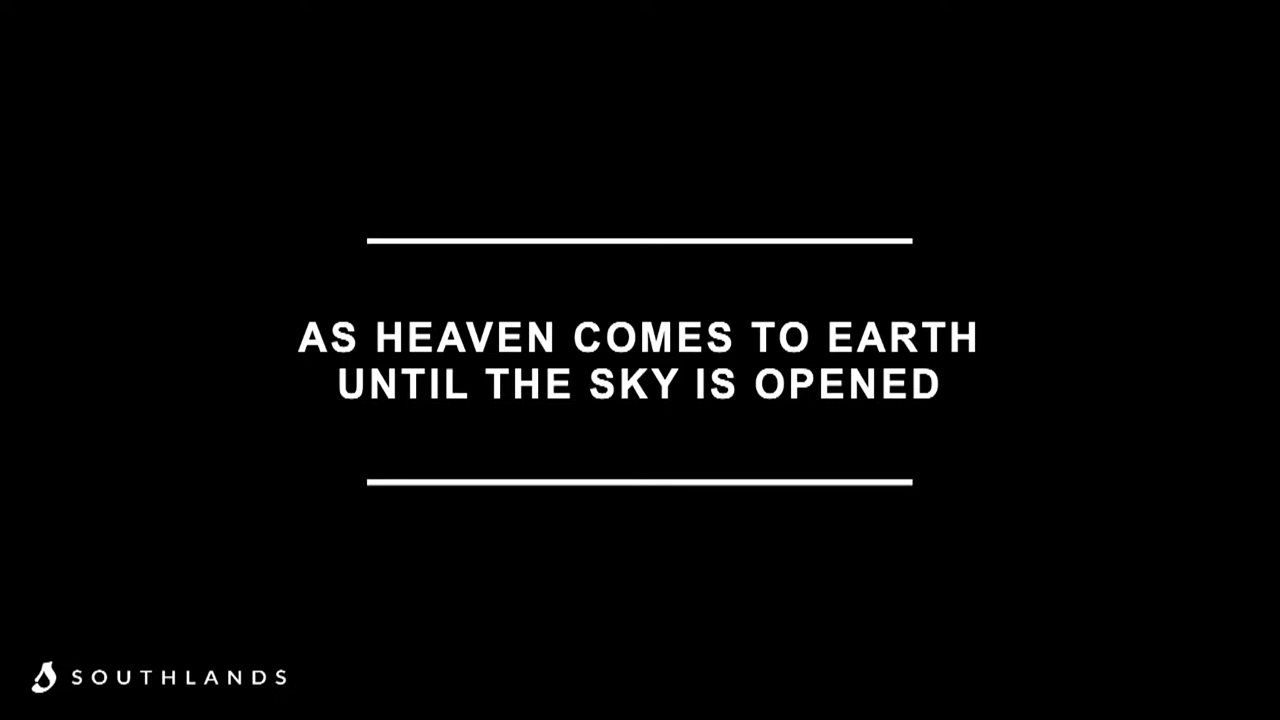 AS HEAVEN COMES TO EARTH
UNTIL THE SKY IS OPENED
SOUTHLANDS